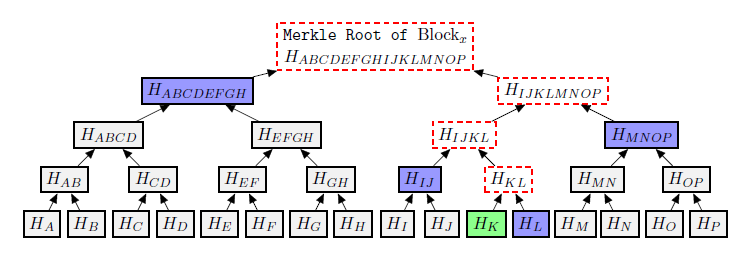 Merkle Root of Blockₓ
H_{ABCDEFGHIJKLMNOP}
H_{ABCDEFGH} H_{IJKLMNOP}
H_{ABCD} H_{EFGH} H_{IJKL} H_{MNOP}
H_{AB} H_{CD} H_{EF} H_{GH} H_{IJ} H_{KL} H_{MN} H_{OP}
H_A H_B H_C H_D H_E H_F H_G H_H H_I H_J H_K H_L H_M H_N H_O H_P